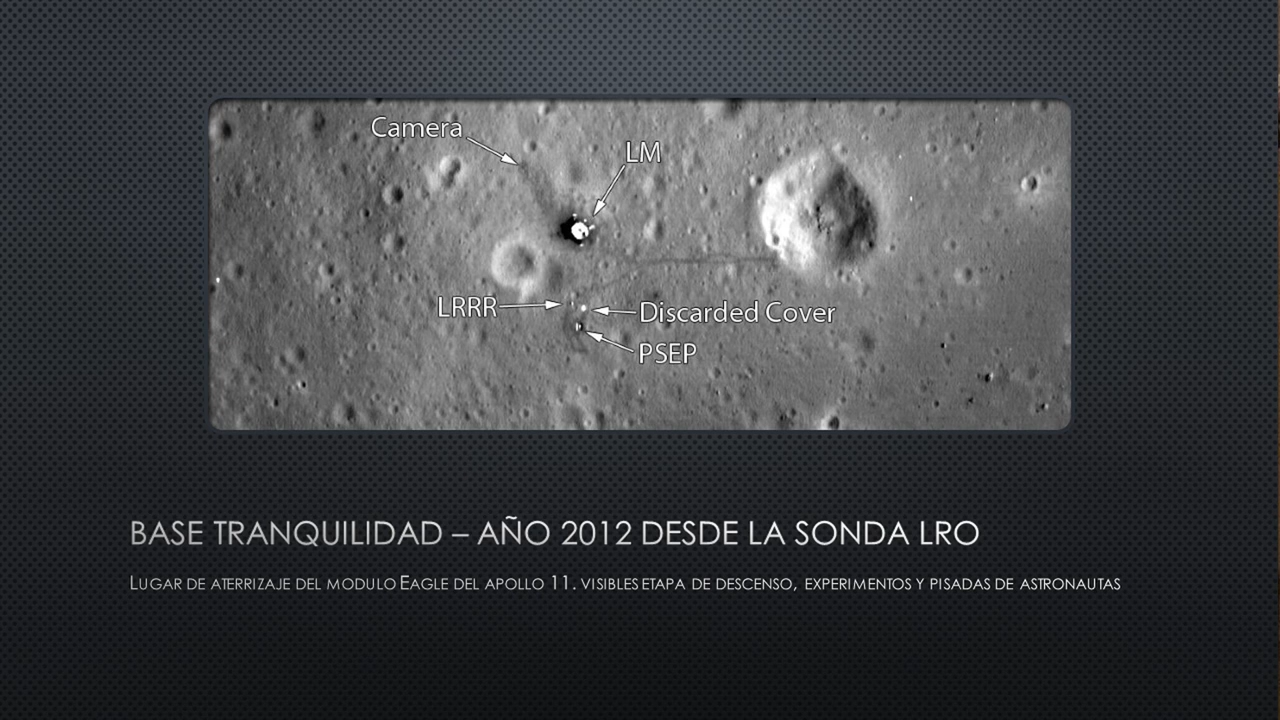 Camera
LM
LRRR
Discarded Cover
PSEP
BASE TRANQUILIDAD – AÑO 2012 DESDE LA SONDA LRO
LUGAR DE ATERRIZAJE DEL MODULO EAGLE DEL APOLLO 11. VISIBLES ETAPA DE DESCENSO, EXPERIMENTOS Y PISADAS DE ASTRONAUTAS